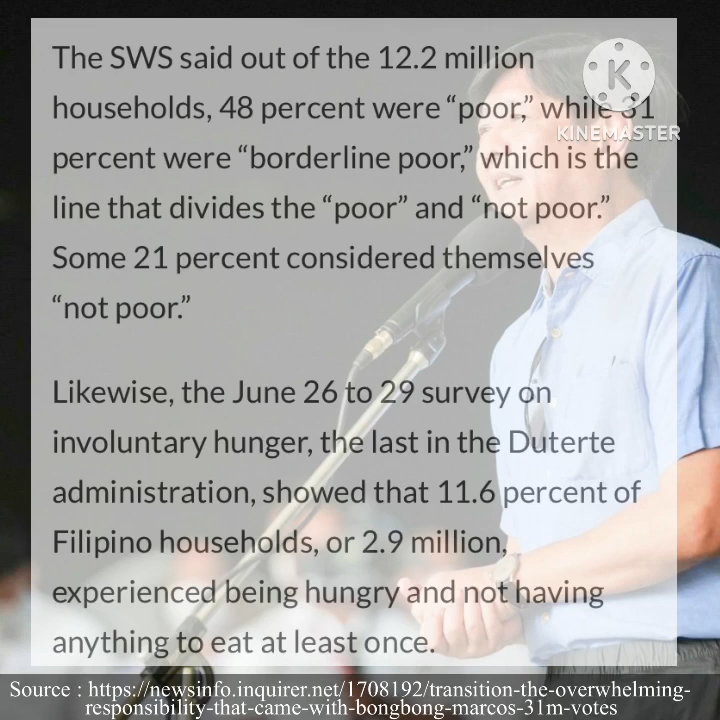 The SWS said out of the 12.2 million
households, 48 percent were “poor,” while 31
percent were “borderline poor,” which is the
line that divides the “poor” and “not poor.”
Some 21 percent considered themselves
“not poor.”
Likewise, the June 26 to 29 survey on
involuntary hunger, the last in the Duterte
administration, showed that 11.6 percent of
Filipino households, or 2.9 million,
experienced being hungry and not having
anything to eat at least once.
K
KINEMASTER
Source : https://newsinfo.inquirer.net/1708192/transition-the-overwhelming-
responsibility-that-came-with-bongbong-marcos-31m-votes